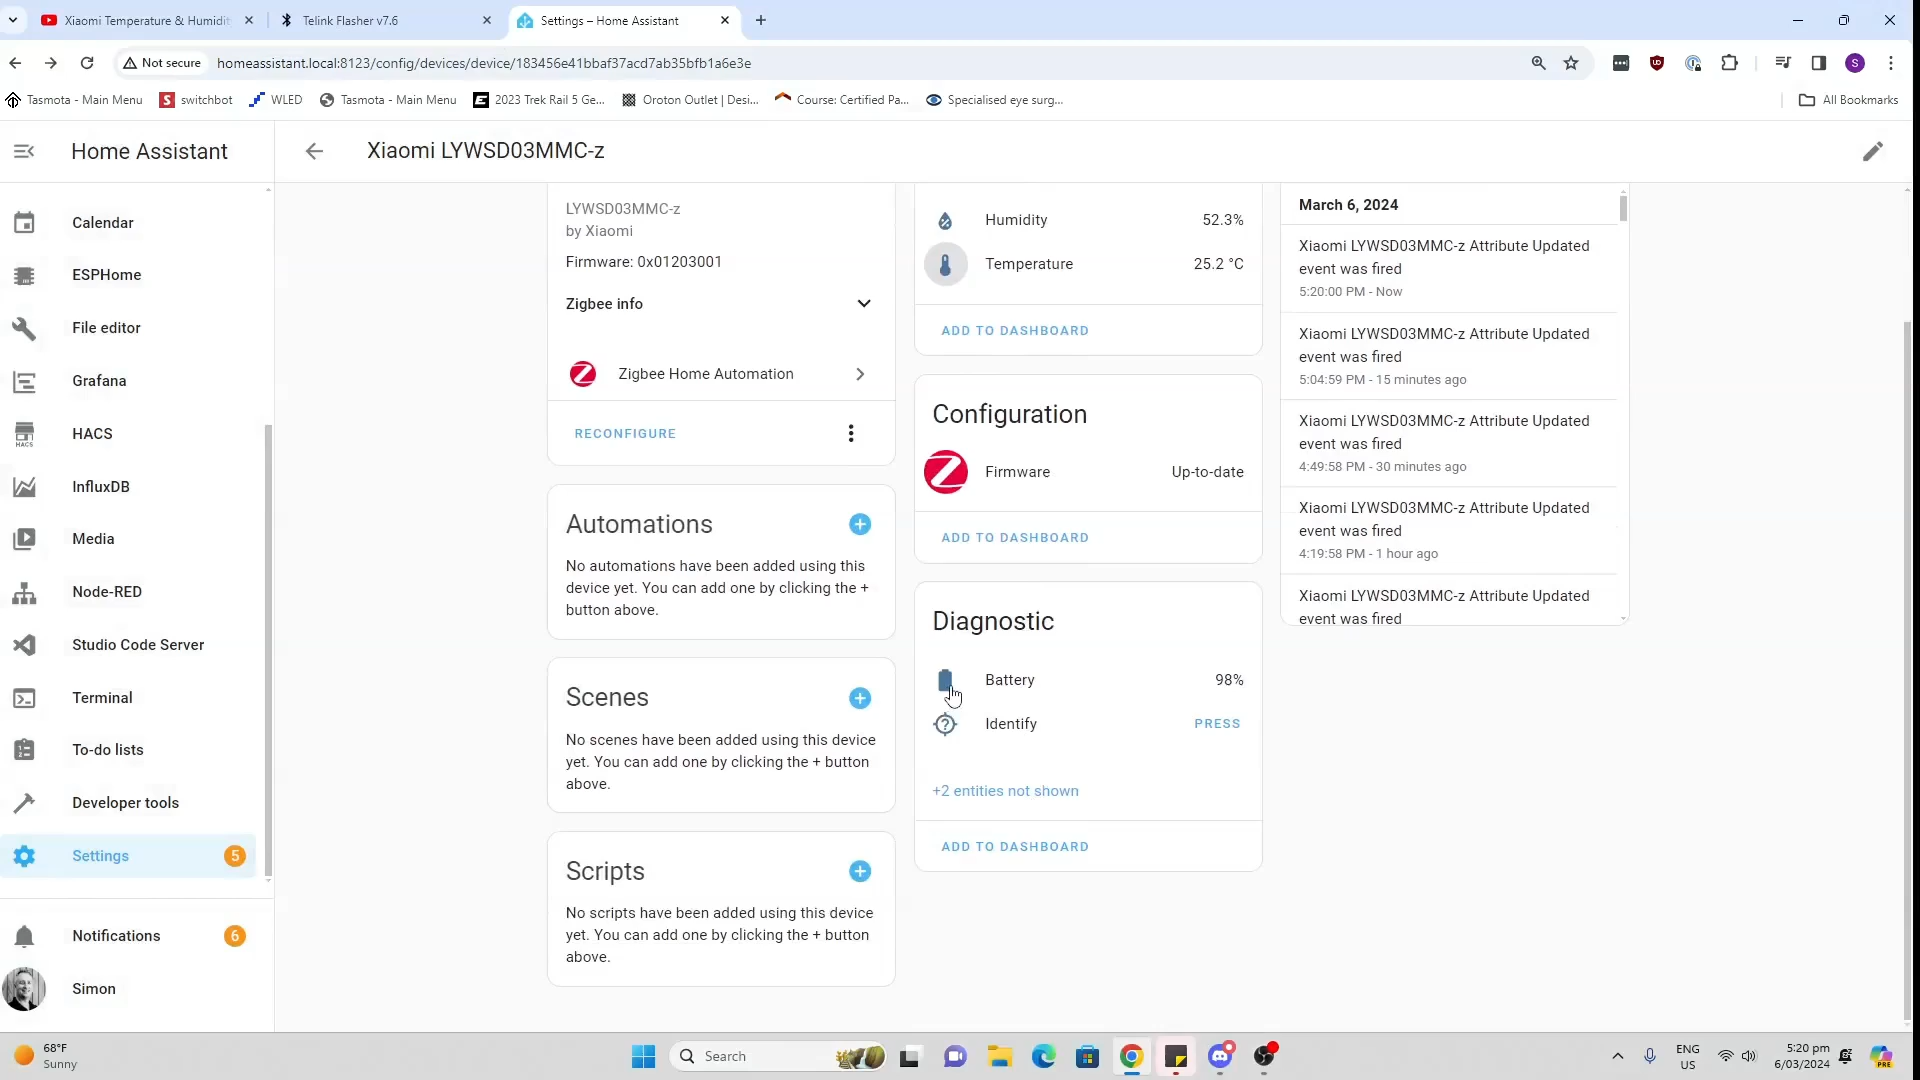 Xiaomi Temperature & Humidit
Telink Flasher v7.6
Settings – Home Assistant
Not secure
homeassistant.local:8123/config/devices/device/183456e41bbaf37acd7ab35bfb1a6e3e
S
Tasmota - Main Menu
switchbot
WLED
Tasmota - Main Menu
2023 Trek Rail 5 Ge...
Oroton Outlet | Desi...
Course: Certified Pa...
Specialised eye surg...
All Bookmarks
Home Assistant
Xiaomi LYWSD03MMC-z
Calendar
ESPHome
File editor
Grafana
HACS
InfluxDB
Media
Node-RED
Studio Code Server
Terminal
To-do lists
Developer tools
Settings
5
Notifications
6
Simon
LYWSD03MMC-z
by Xiaomi
Firmware: 0x01203001
Zigbee info
Zigbee Home Automation
RECONFIGURE
Automations
No automations have been added using this
device yet. You can add one by clicking the +
button above.
Scenes
No scenes have been added using this device
yet. You can add one by clicking the + button
above.
Scripts
No scripts have been added using this device
yet. You can add one by clicking the + button
above.
Humidity
52.3%
Temperature
25.2 °C
ADD TO DASHBOARD
Configuration
Firmware
Up-to-date
ADD TO DASHBOARD
Diagnostic
Battery
98%
Identify
PRESS
+2 entities not shown
ADD TO DASHBOARD
March 6, 2024
Xiaomi LYWSD03MMC-z Attribute Updated
event was fired
5:20:00 PM - Now
Xiaomi LYWSD03MMC-z Attribute Updated
event was fired
5:04:59 PM - 15 minutes ago
Xiaomi LYWSD03MMC-z Attribute Updated
event was fired
4:49:58 PM - 30 minutes ago
Xiaomi LYWSD03MMC-z Attribute Updated
event was fired
4:19:58 PM - 1 hour ago
Xiaomi LYWSD03MMC-z Attribute Updated
event was fired
68°F
Sunny
Search
ENG
US
5:20 pm
6/03/2024
PRE